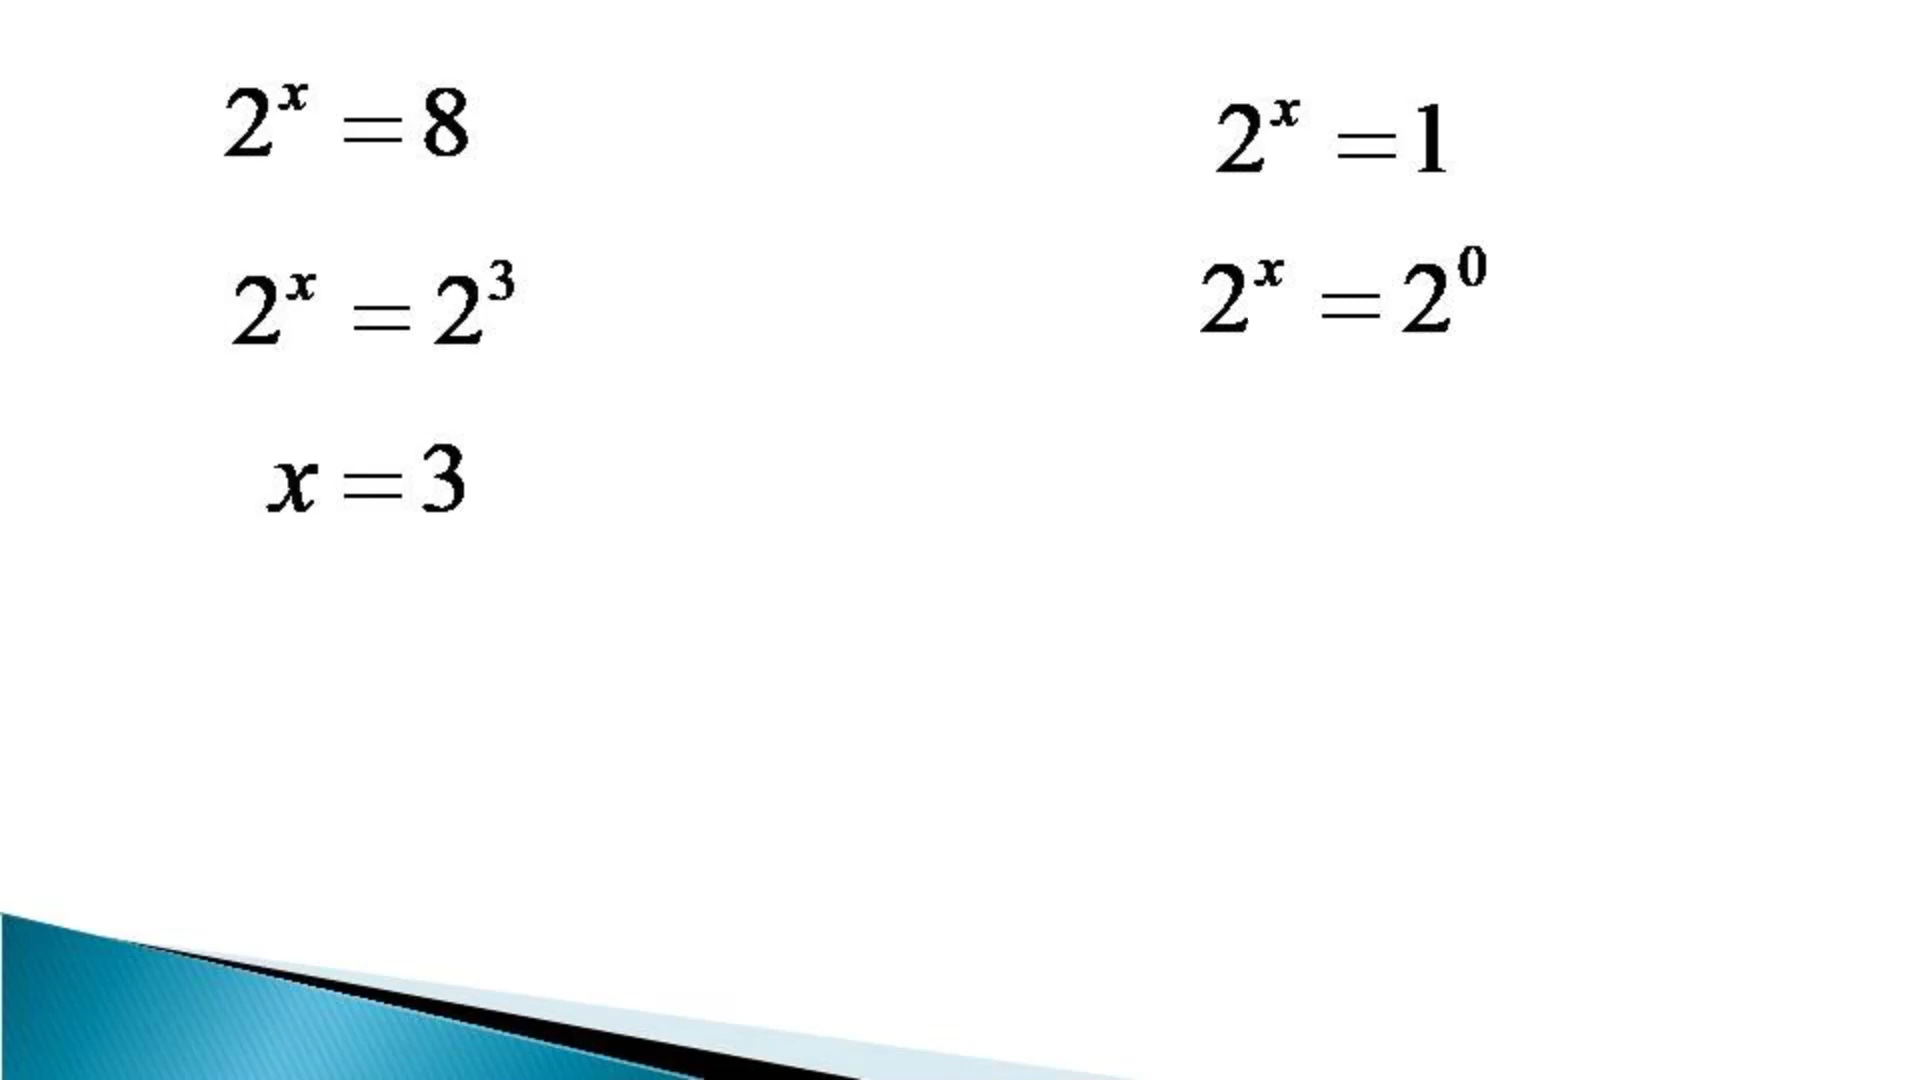 2ˣ = 8
2ˣ = 2³
x = 3
2ˣ = 1
2ˣ = 2⁰